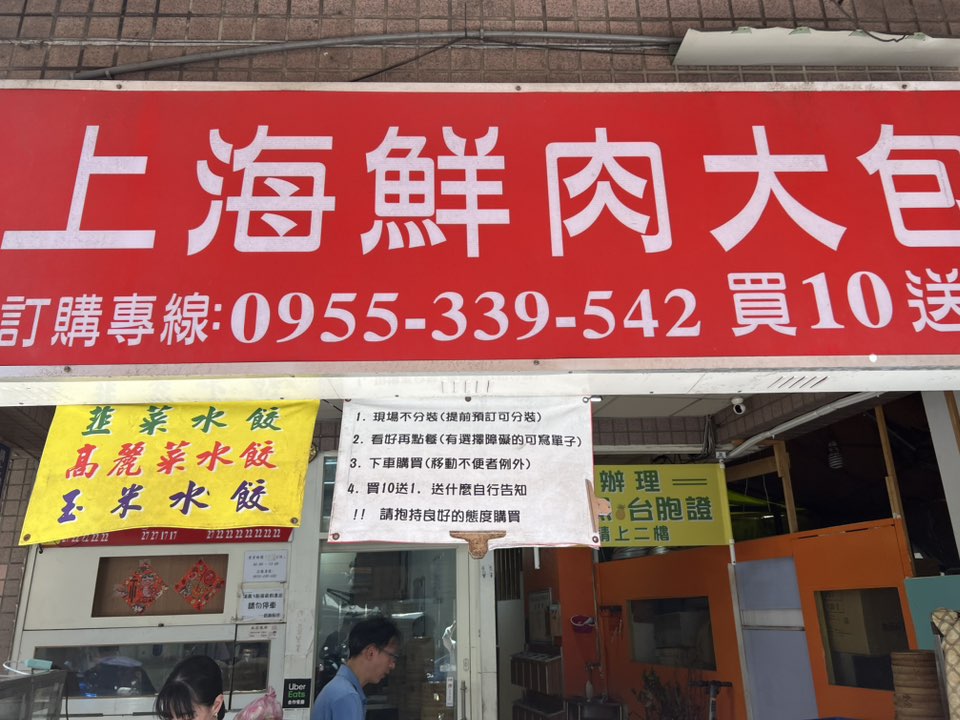 上海鮮肉大包
訂購專線:0955-339-542 買10送
韮菜水餃
高麗菜水餃
玉米水餃
1. 現場不分裝(提前預訂可分裝)
2. 看好再點餐(有選擇障礙的可寫單子)
3. 下車購買(移動不便者例外)
4. 買10送1. 送什麼自行告知
!! 請抱持良好的態度購買
辦理
台胞證
請上二樓
請勿停車
Uber
Eats